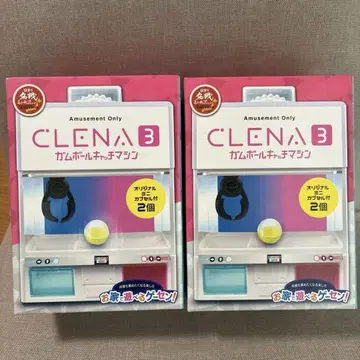 Amusement Only
CLENA 3
ガムボールキャッチマシン
オリジナル
ミニ
カプセル付
2個
お家で遊べるゲーセン!
Amusement Only
CLENA 3
ガムボールキャッチマシン
オリジナル
ミニ
カプセル付
2個
お家で遊べるゲーセン!